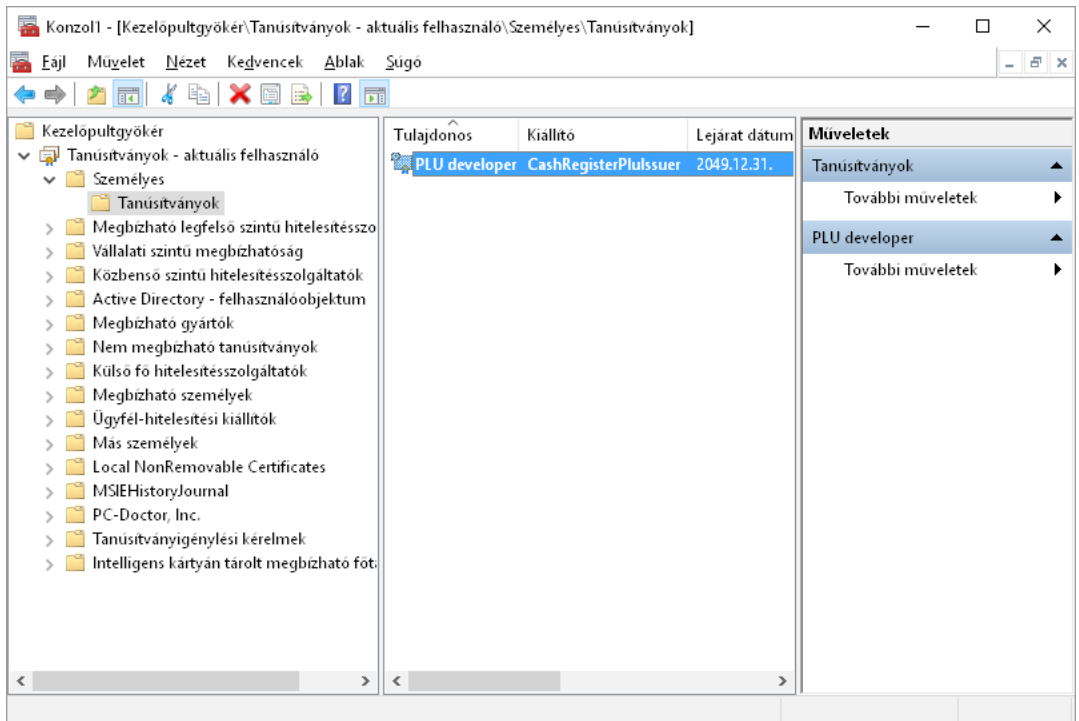 Konzol1 - [Kezelőpultgyökér\Tanúsítványok - aktuális felhasználó\Személyes\Tanúsítványok]
Fájl Művelet Nézet Kedvencek Ablak Súgó
Kezelőpultgyökér
Tanúsítványok - aktuális felhasználó
Személyes
Tanúsítványok
Megbízható legfelső szintű hitelesítésszo
Vállalati szintű megbízhatóság
Közbenső szintű hitelesítésszolgáltatók
Active Directory - felhasználóobjektum
Megbízható gyártók
Nem megbízható tanúsítványok
Külső fő hitelesítésszolgáltatók
Megbízható személyek
Ügyfél-hitelesítési kiállítók
Más személyek
Local NonRemovable Certificates
MSIEHistoryJournal
PC-Doctor, Inc.
Tanúsítványigénylési kérelmek
Intelligens kártyán tárolt megbízható főta
Tulajdonos Kiállító Lejárat dátum
PLU developer CashRegisterPluIssuer 2049.12.31.
Műveletek
Tanúsítványok
További műveletek
PLU developer
További műveletek